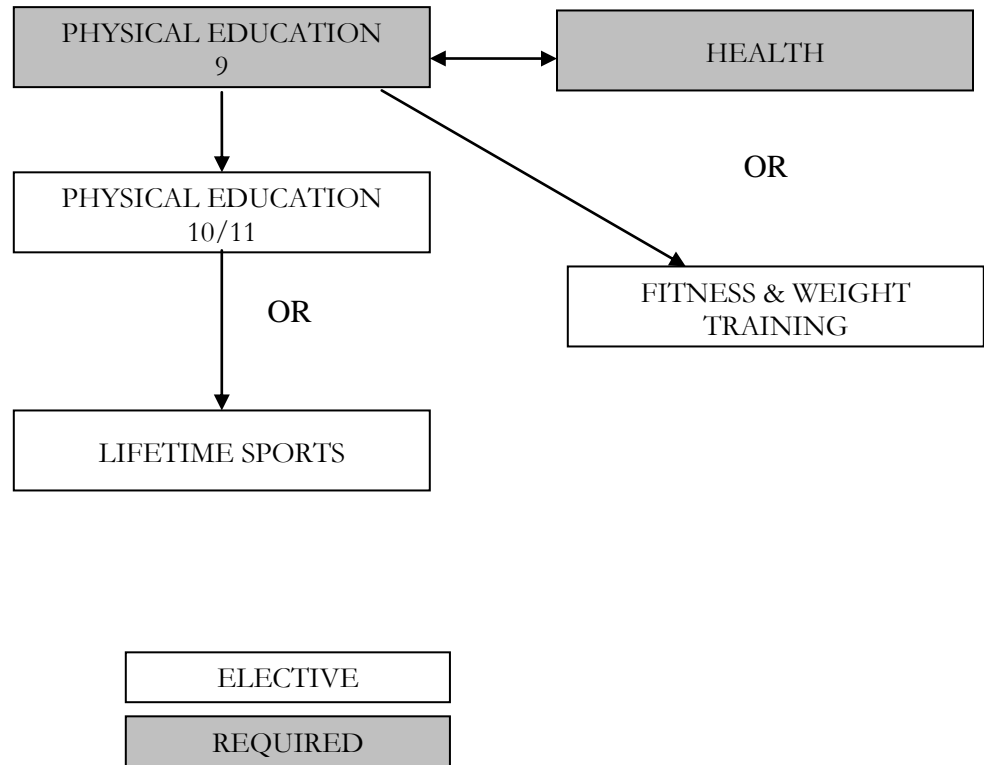 PHYSICAL EDUCATION
9
HEALTH
OR
PHYSICAL EDUCATION
10/11
OR
FITNESS & WEIGHT
TRAINING
LIFETIME SPORTS
ELECTIVE
REQUIRED